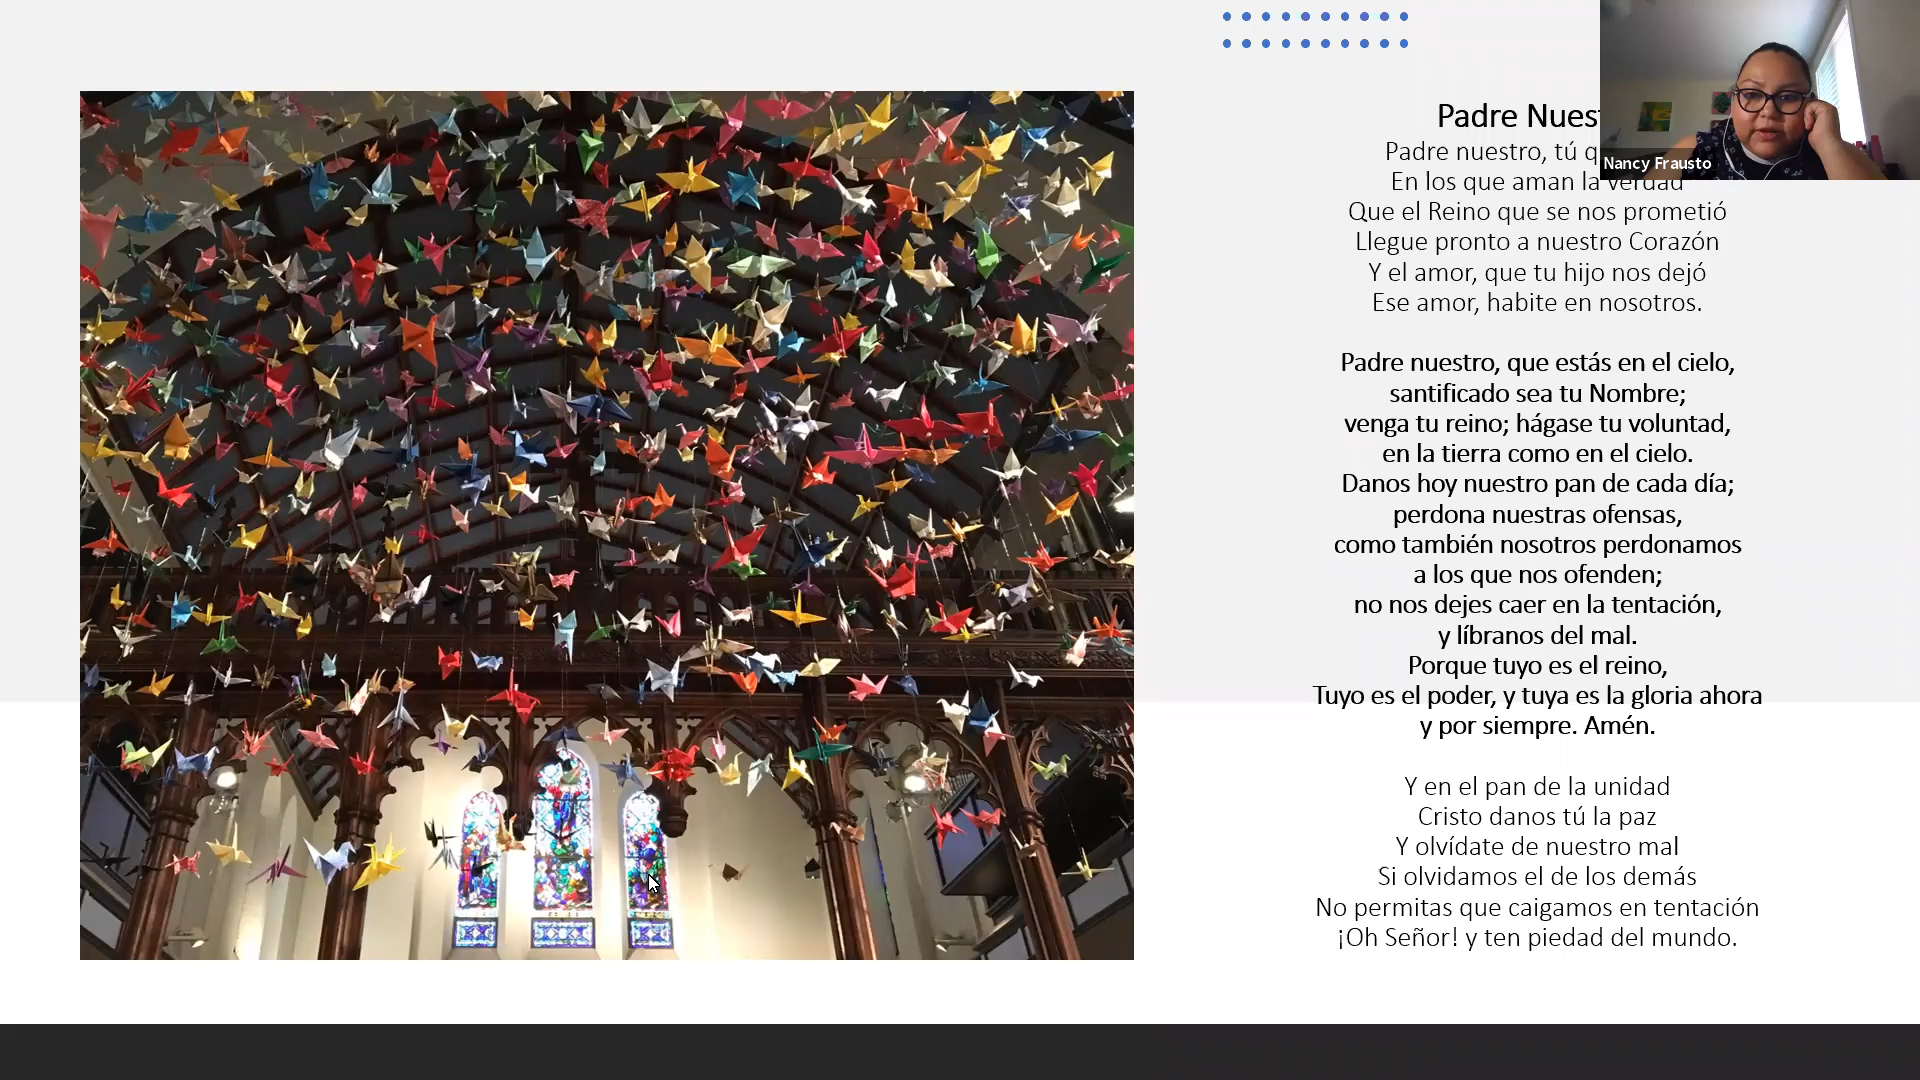 Padre
Padre nuestro, tú
En los que aman la verdad
Que el Reino que se nos prometió
Llegue pronto a nuestro Corazón
Y el amor, que tu hijo nos dejó
Ese amor, habite en nosotros.
Padre nuestro, que estás en el cielo,
santificado sea tu Nombre;
venga tu reino; hágase tu voluntad,
en la tierra como en el cielo.
Danos hoy nuestro pan de cada día;
perdona nuestras ofensas,
como también nosotros perdonamos
a los que nos ofenden;
no nos dejes caer en la tentación,
y líbranos del mal.
Porque tuyo es el reino,
Tuyo es el poder, y tuya es la gloria ahora
y por siempre. Amén.
Y en el pan de la unidad
Cristo danos tú la paz
Y olvídate de nuestro mal
Si olvidamos el de los demás
No permitas que caigamos en tentación
¡Oh Señor! y ten piedad del mundo.
Nancy Frausto